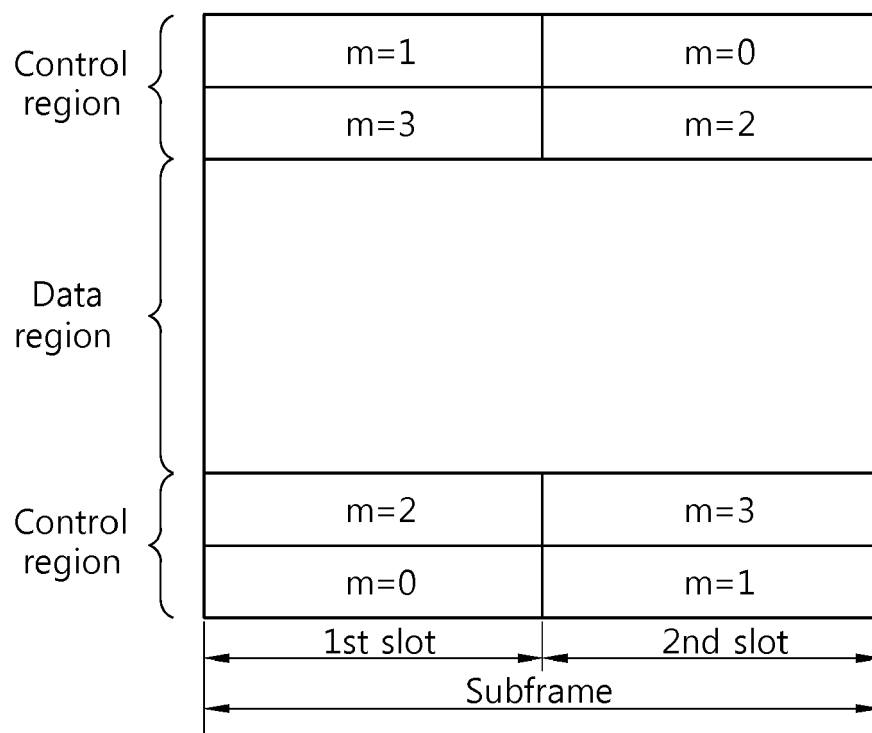 Control
region
m=1
m=0
m=3
m=2
Data
region
Control
region
m=2
m=3
m=0
m=1
1st slot
2nd slot
Subframe